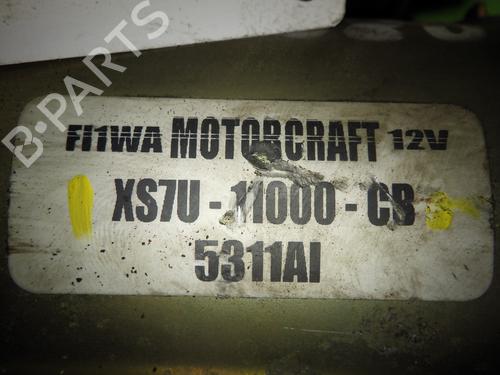 B-PARTS
FI1WA MOTORCRAFT 12V
XS7U - 11000 - CB
5311AI